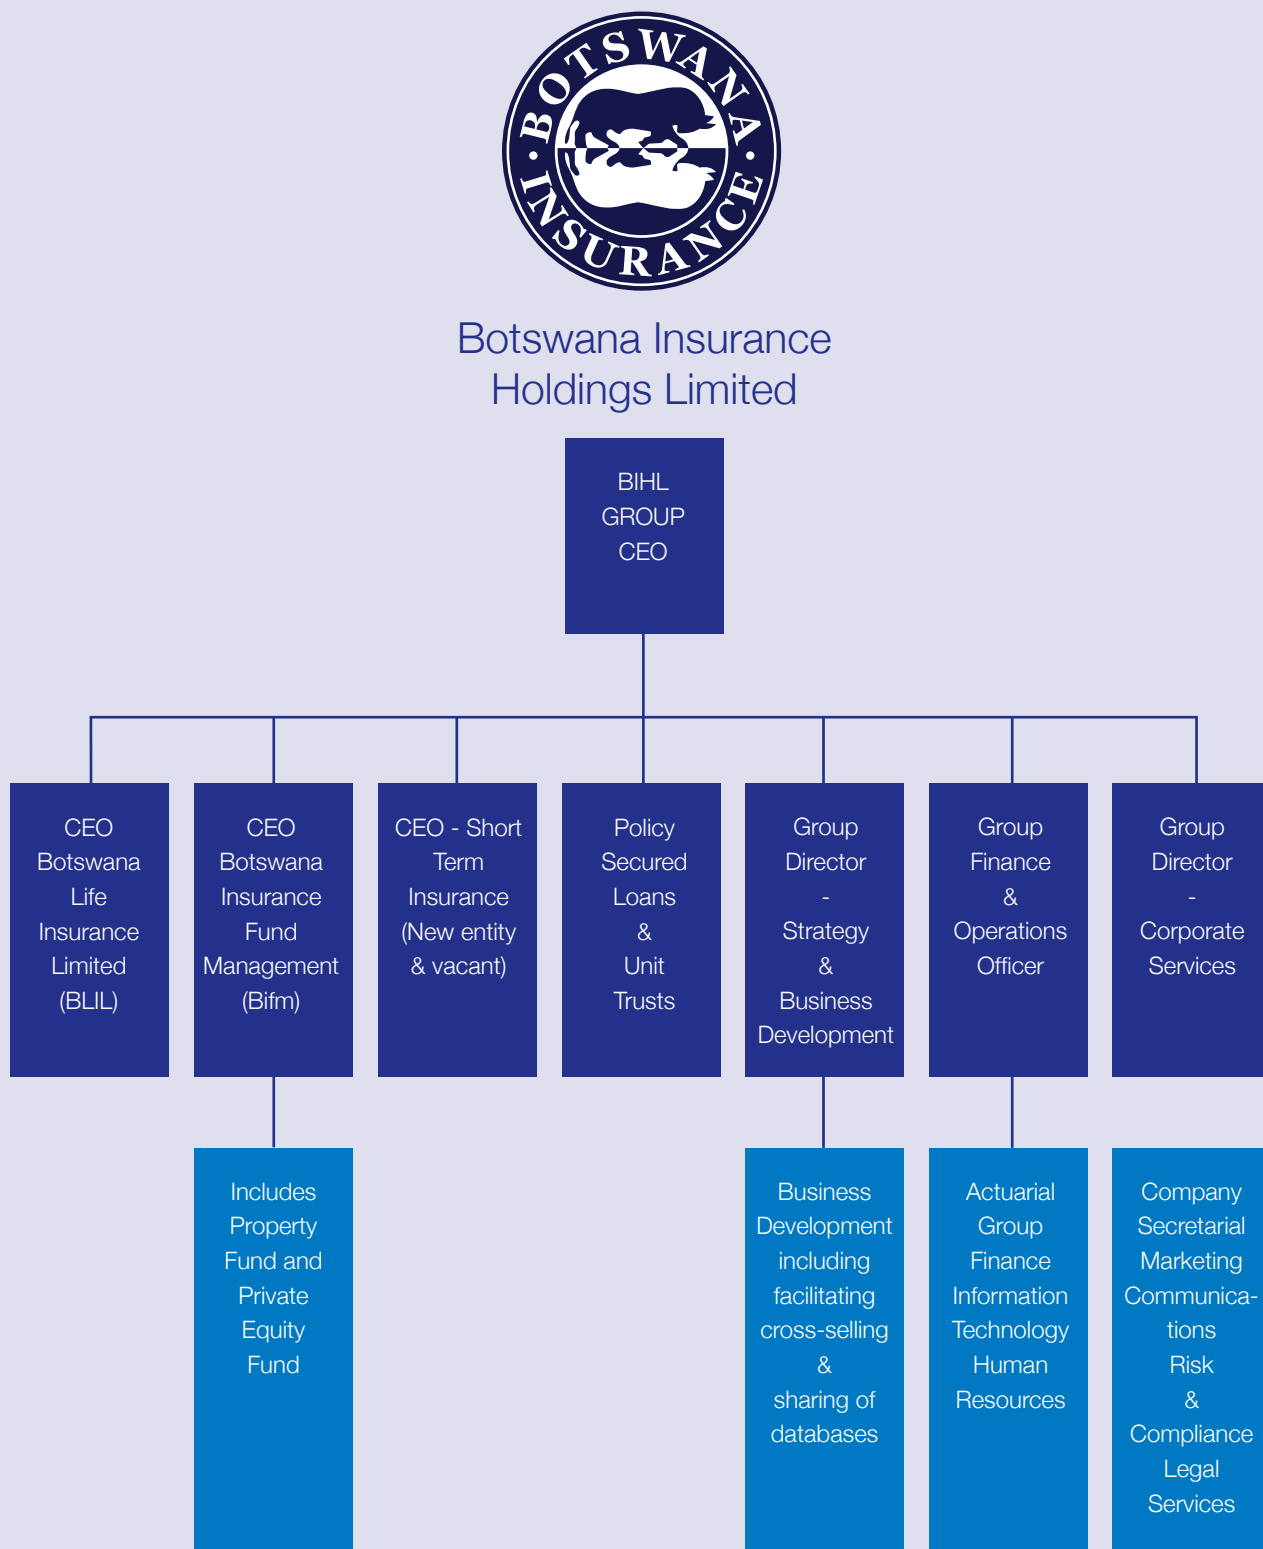 BOTSWANA
INSURANCE
Botswana Insurance
Holdings Limited
BIHL
GROUP
CEO
CEO
Botswana
Life
Insurance
Limited
(BLIL)
CEO
Botswana
Insurance
Fund
Management
(Bifm)
CEO - Short
Term
Insurance
(New entity
& vacant)
Policy
Secured
Loans
&
Unit
Trusts
Group
Director
-
Strategy
&
Business
Development
Group
Finance
&
Operations
Officer
Group
Director
-
Corporate
Services
Includes
Property
Fund and
Private
Equity
Fund
Business
Development
including
facilitating
cross-selling
&
sharing of
databases
Actuarial
Group
Finance
Information
Technology
Human
Resources
Company
Secretarial
Marketing
Communica-
tions
Risk
&
Compliance
Legal
Services